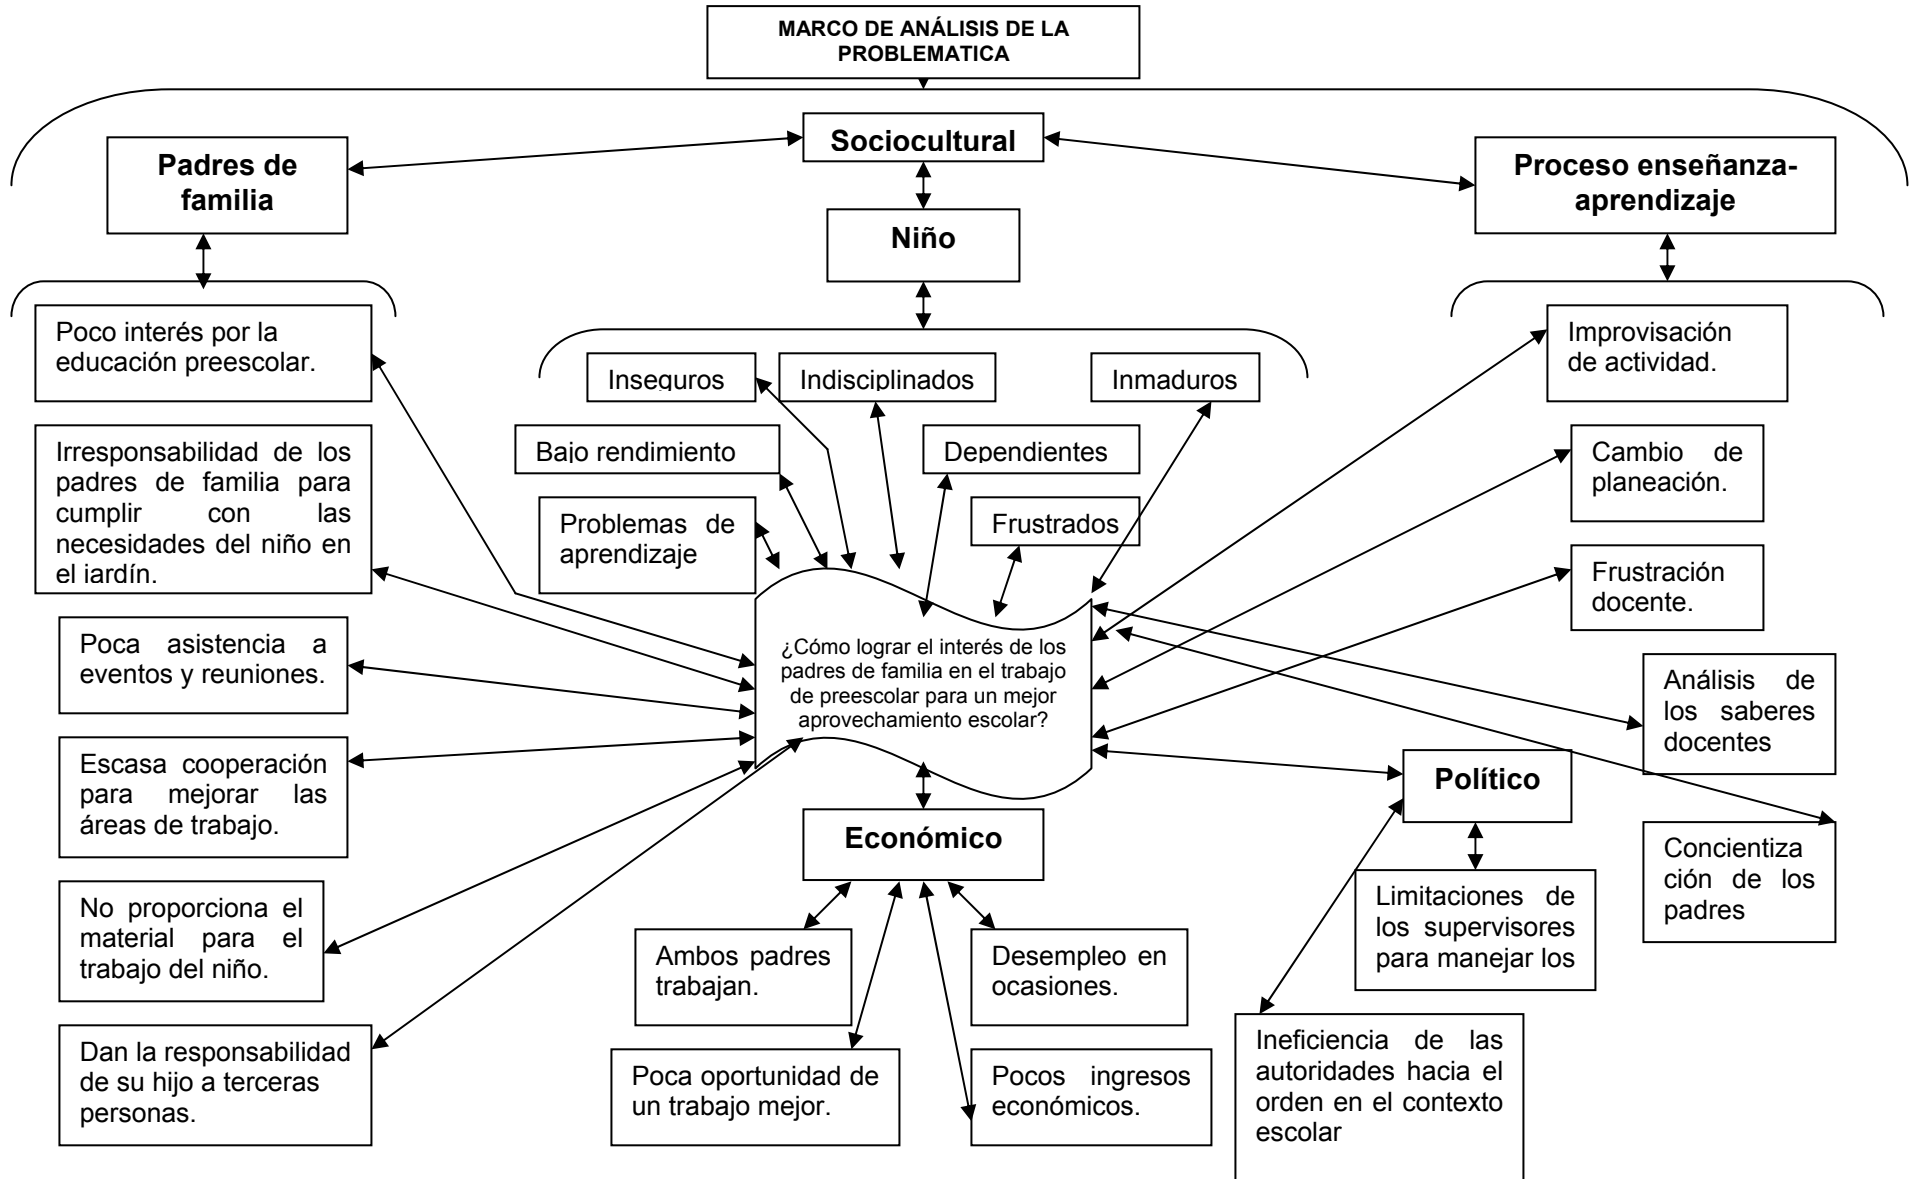 MARCO DE ANÁLISIS DE LA
PROBLEMATICA
Sociocultural
Padres de
familia
Proceso enseñanza-
aprendizaje
Niño
Poco interés por la
educación preescolar.
Irresponsabilidad de los
padres de familia para
cumplir con las
necesidades del niño en
el jardín.
Poca asistencia a
eventos y reuniones.
Escasa cooperación
para mejorar las
áreas de trabajo.
No proporciona el
material para el
trabajo del niño.
Dan la responsabilidad
de su hijo a terceras
personas.
Inseguros
Indisciplinados
Inmaduros
Bajo rendimiento
Dependientes
Problemas de
aprendizaje
Frustrados
¿Cómo lograr el interés de los
padres de familia en el trabajo
de preescolar para un mejor
aprovechamiento escolar?
Improvisación
de actividad.
Cambio de
planeación.
Frustración
docente.
Análisis de
los saberes
docentes
Concientiza
ción de los
padres
Político
Limitaciones de
los supervisores
para manejar los
Ineficiencia de las
autoridades hacia el
orden en el contexto
escolar
Económico
Ambos padres
trabajan.
Desempleo en
ocasiones.
Poca oportunidad de
un trabajo mejor.
Pocos ingresos
económicos.